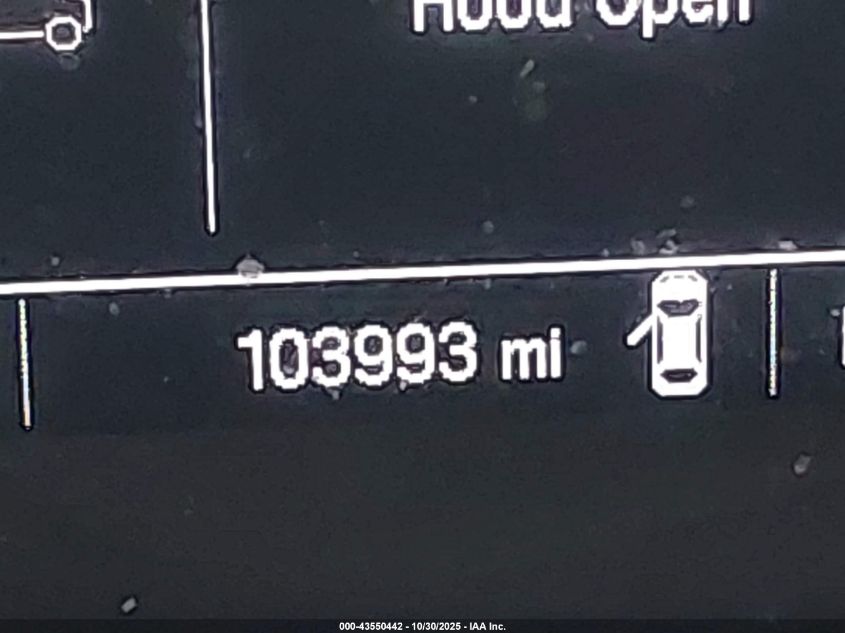 Hood Open
103993 mi
000-43550442 - 10/30/2025 - IAA Inc.